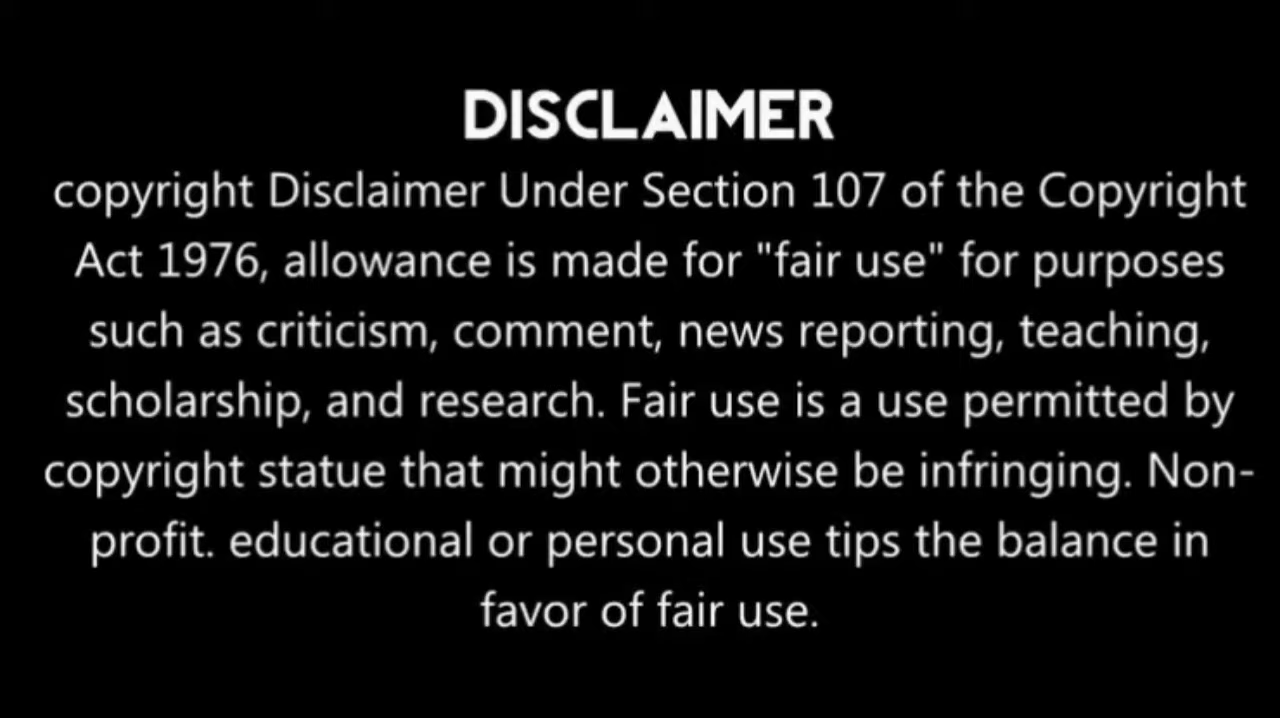 DISCLAIMER
copyright Disclaimer Under Section 107 of the Copyright
Act 1976, allowance is made for "fair use" for purposes
such as criticism, comment, news reporting, teaching,
scholarship, and research. Fair use is a use permitted by
copyright statue that might otherwise be infringing. Non-
profit. educational or personal use tips the balance in
favor of fair use.